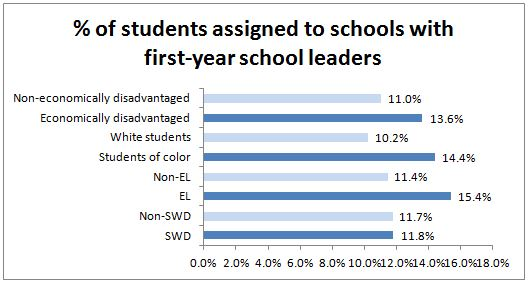 % of students assigned to schools with
first-year school leaders
Non-economically disadvantaged 11.0%
Economically disadvantaged 13.6%
White students 10.2%
Students of color 14.4%
Non-EL 11.4%
EL 15.4%
Non-SWD 11.7%
SWD 11.8%
0.0% 2.0% 4.0% 6.0% 8.0% 10.0% 12.0% 14.0% 16.0% 18.0%